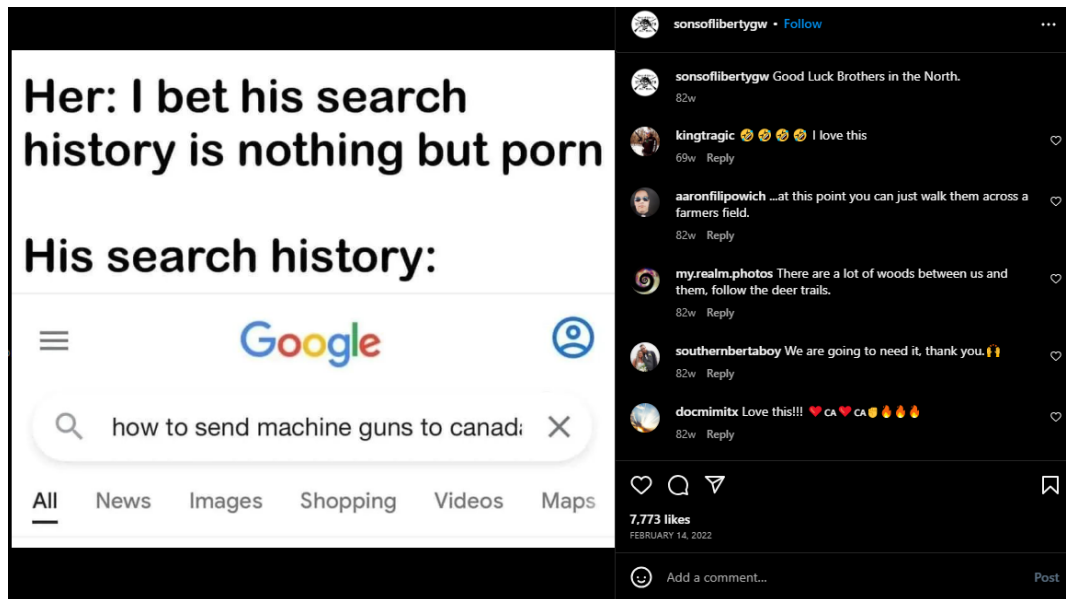 sonsoflibertygw • Follow
Her: I bet his search
history is nothing but porn
His search history:
Google
how to send machine guns to canad
All News Images Shopping Videos Maps
sonsoflibertygw Good Luck Brothers in the North.
82w
kingtragic 🤣🤣🤣🤣 I love this
69w Reply
aaronfilipowich ...at this point you can just walk them across a
farmers field.
82w Reply
my.realm.photos There are a lot of woods between us and
them, follow the deer trails.
82w Reply
southernbertaboy We are going to need it, thank you.🙌
82w Reply
docmimitx Love this!!! ❤️CA❤️CA✊🔥🔥🔥
82w Reply
7,773 likes
FEBRUARY 14, 2022
Add a comment...
Post